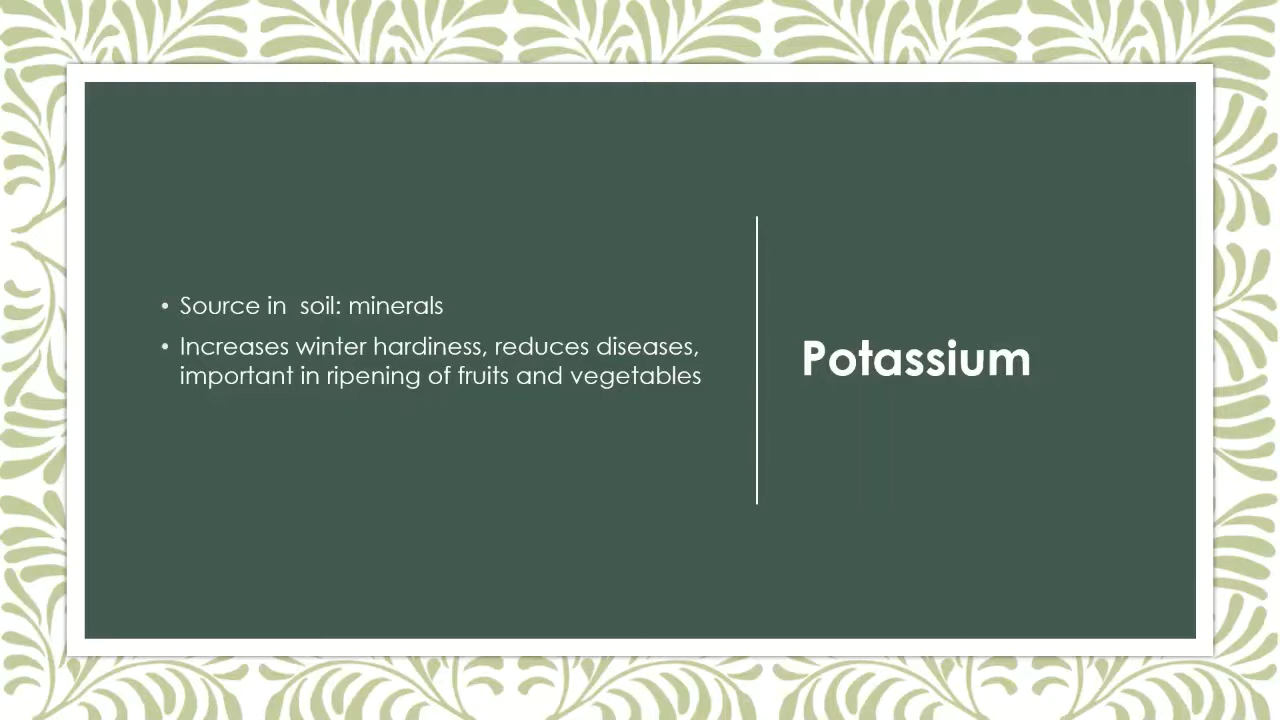 • Source in  soil: minerals
• Increases winter hardiness, reduces diseases,
important in ripening of fruits and vegetables
Potassium